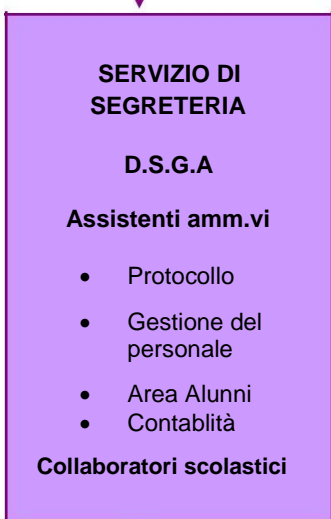 SERVIZIO DI
SEGRETERIA
D.S.G.A
Assistenti amm.vi
• Protocollo
• Gestione del
personale
• Area Alunni
• Contablità
Collaboratori scolastici